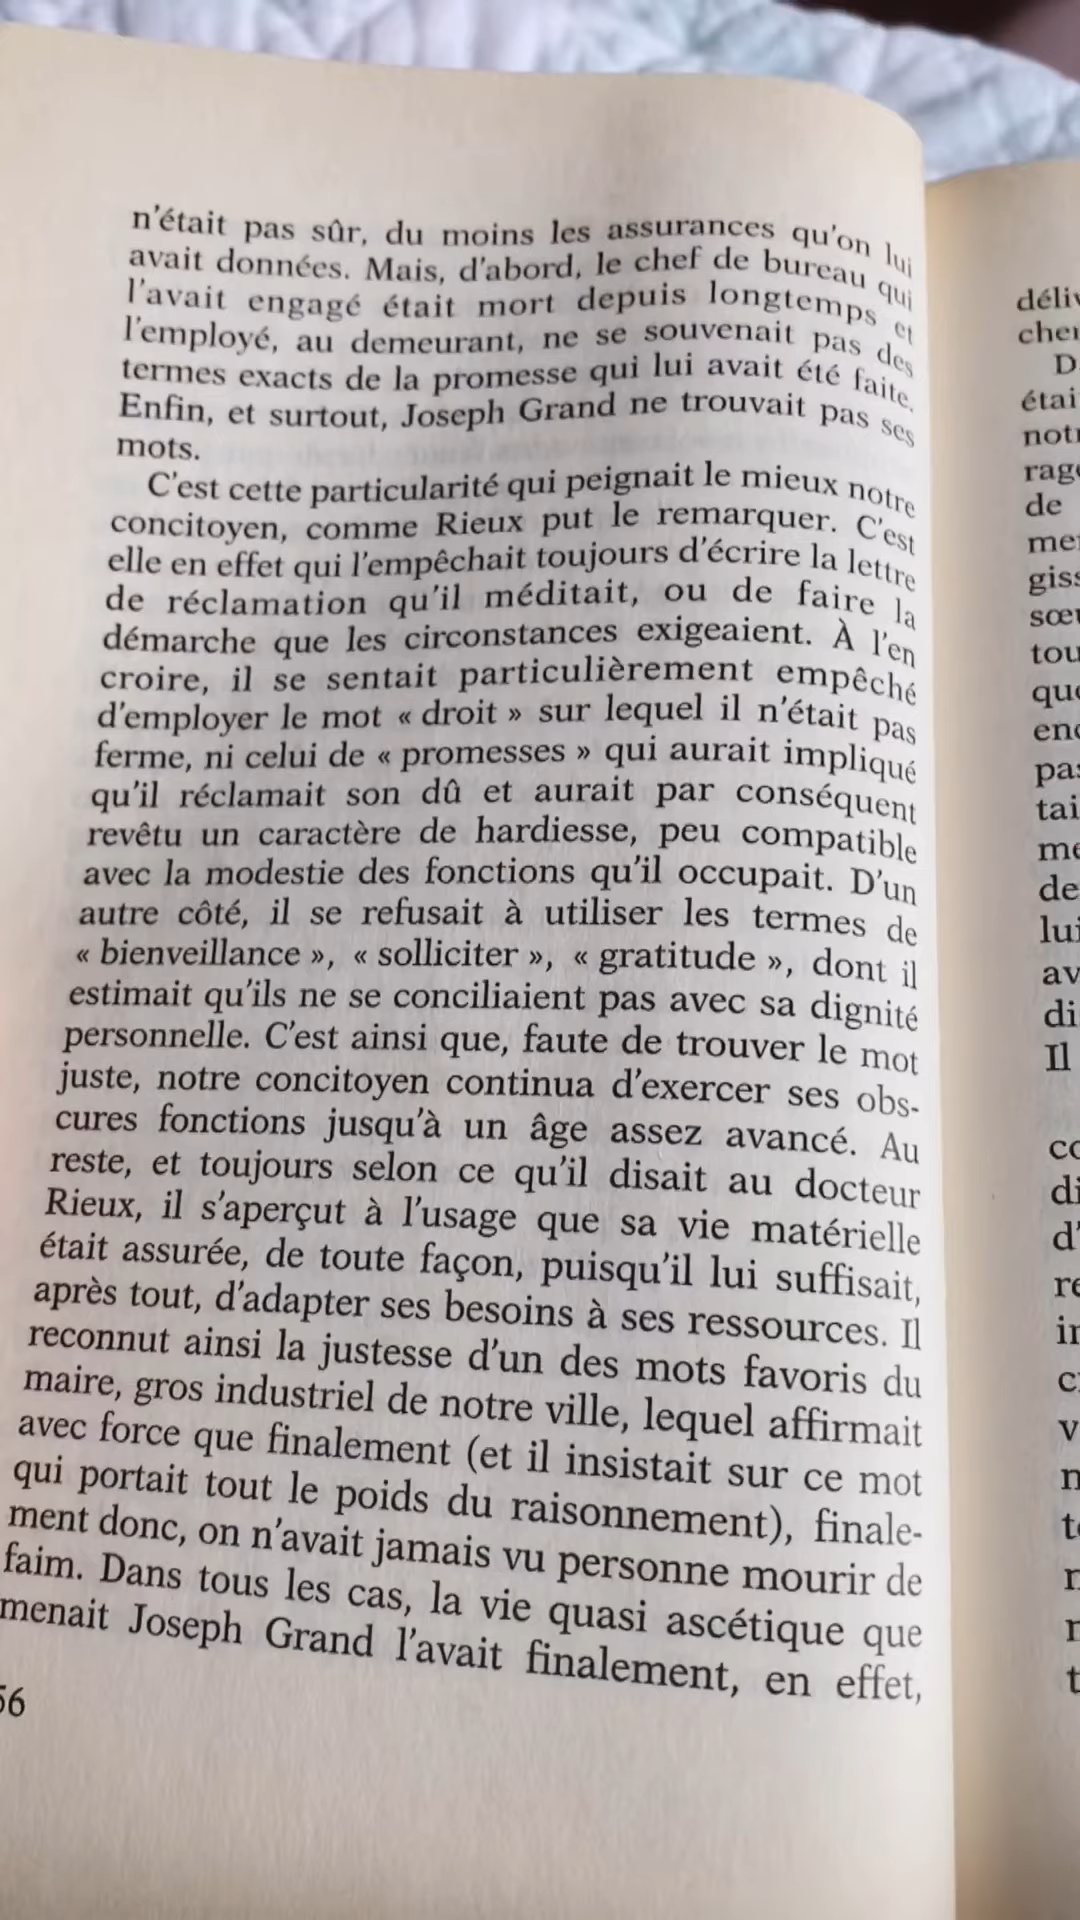 n'était pas sûr, du moins les assurances qu'on lui
avait données. Mais, d'abord, le chef de bureau qui
l'avait engagé était mort depuis longtemps et
l'employé, au demeurant, ne se souvenait pas des
termes exacts de la promesse qui lui avait été faite.
Enfin, et surtout, Joseph Grand ne trouvait pas ses
mots.
C'est cette particularité qui peignait le mieux notre
concitoyen, comme Rieux put le remarquer. C'est
elle en effet qui l'empêchait toujours d'écrire la lettre
de réclamation qu'il méditait, ou de faire la
démarche que les circonstances exigeaient. À l'en
croire, il se sentait particulièrement empêché
d'employer le mot « droit » sur lequel il n'était pas
ferme, ni celui de « promesses » qui aurait impliqué
qu'il réclamait son dû et aurait par conséquent
revêtu un caractère de hardiesse, peu compatible
avec la modestie des fonctions qu'il occupait. D'un
autre côté, il se refusait à utiliser les termes de
« bienveillance », « solliciter », « gratitude », dont il
estimait qu'ils ne se conciliaient pas avec sa dignité
personnelle. C'est ainsi que, faute de trouver le mot
juste, notre concitoyen continua d'exercer ses obs-
cures fonctions jusqu'à un âge assez avancé. Au
reste, et toujours selon ce qu'il disait au docteur
Rieux, il s'aperçut à l'usage que sa vie matérielle
était assurée, de toute façon, puisqu'il lui suffisait,
après tout, d'adapter ses besoins à ses ressources. Il
reconnut ainsi la justesse d'un des mots favoris du
maire, gros industriel de notre ville, lequel affirmait
avec force que finalement (et il insistait sur ce mot
qui portait tout le poids du raisonnement), finale-
ment donc, on n'avait jamais vu personne mourir de
faim. Dans tous les cas, la vie quasi ascétique que
menait Joseph Grand l'avait finalement, en effet,
56